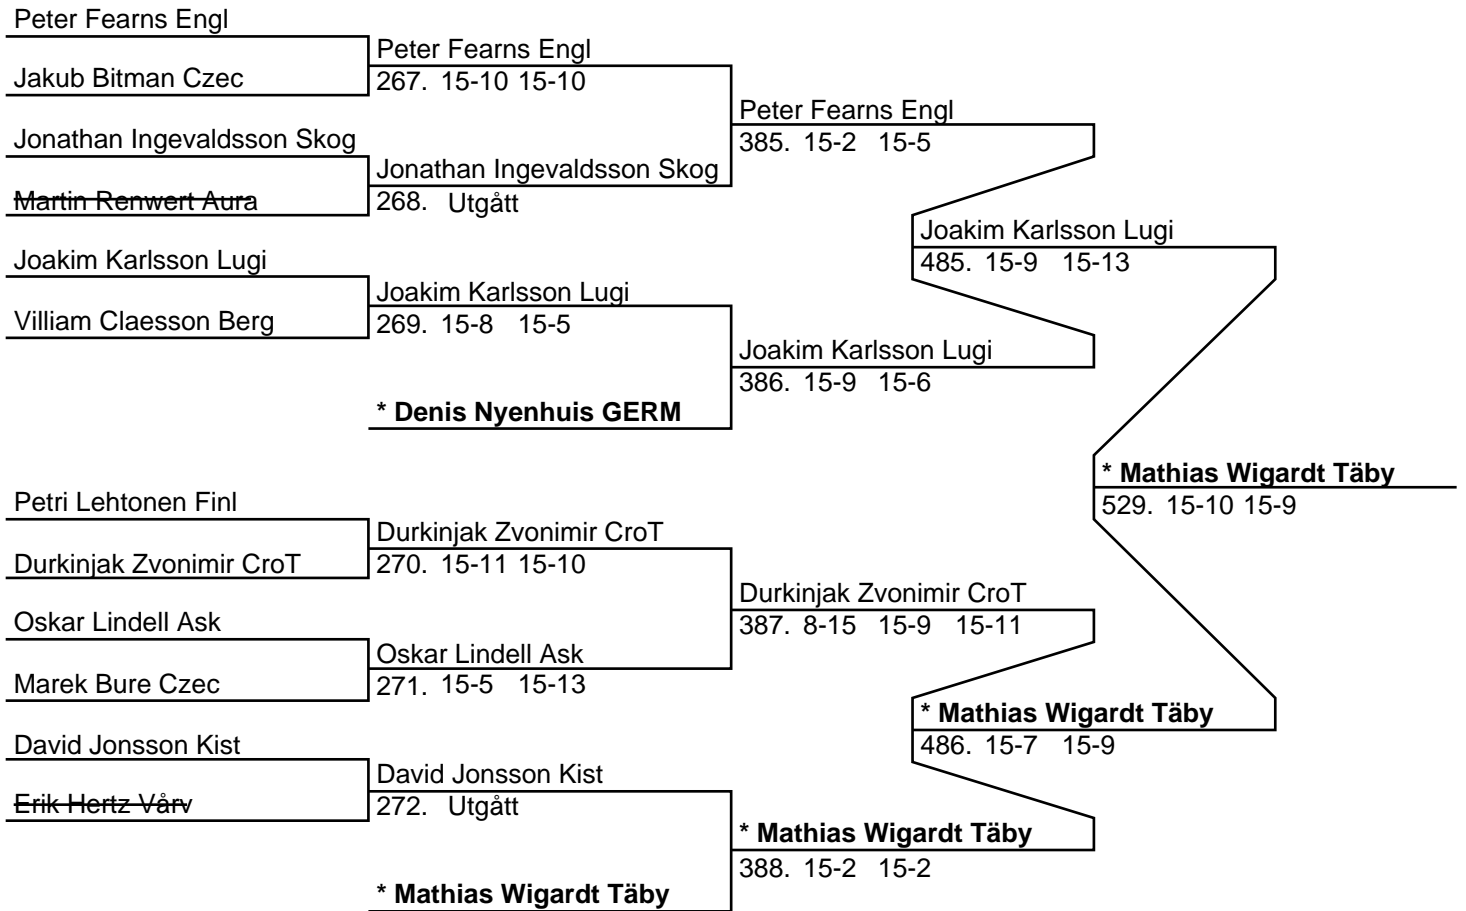 Peter Fearns Engl
Peter Fearns Engl
Jakub Bitman Czec
267. 15-10 15-10
Peter Fearns Engl
Jonathan Ingevaldsson Skog
385. 15-2 15-5
Jonathan Ingevaldsson Skog
Martin Renwert Aura
268. Utgått
Joakim Karlsson Lugi
Joakim Karlsson Lugi
485. 15-9 15-13
Joakim Karlsson Lugi
Villiam Claesson Berg
269. 15-8 15-5
Joakim Karlsson Lugi
386. 15-9 15-6
* Denis Nyenhuis GERM
* Mathias Wigardt Täby
Petri Lehtonen Finl
529. 15-10 15-9
Durkinjak Zvonimir CroT
Durkinjak Zvonimir CroT
270. 15-11 15-10
Durkinjak Zvonimir CroT
Oskar Lindell Ask
387. 8-15 15-9 15-11
Oskar Lindell Ask
Marek Bure Czec
271. 15-5 15-13
* Mathias Wigardt Täby
David Jonsson Kist
486. 15-7 15-9
David Jonsson Kist
Erik Hertz Vårv
272. Utgått
* Mathias Wigardt Täby
388. 15-2 15-2
* Mathias Wigardt Täby